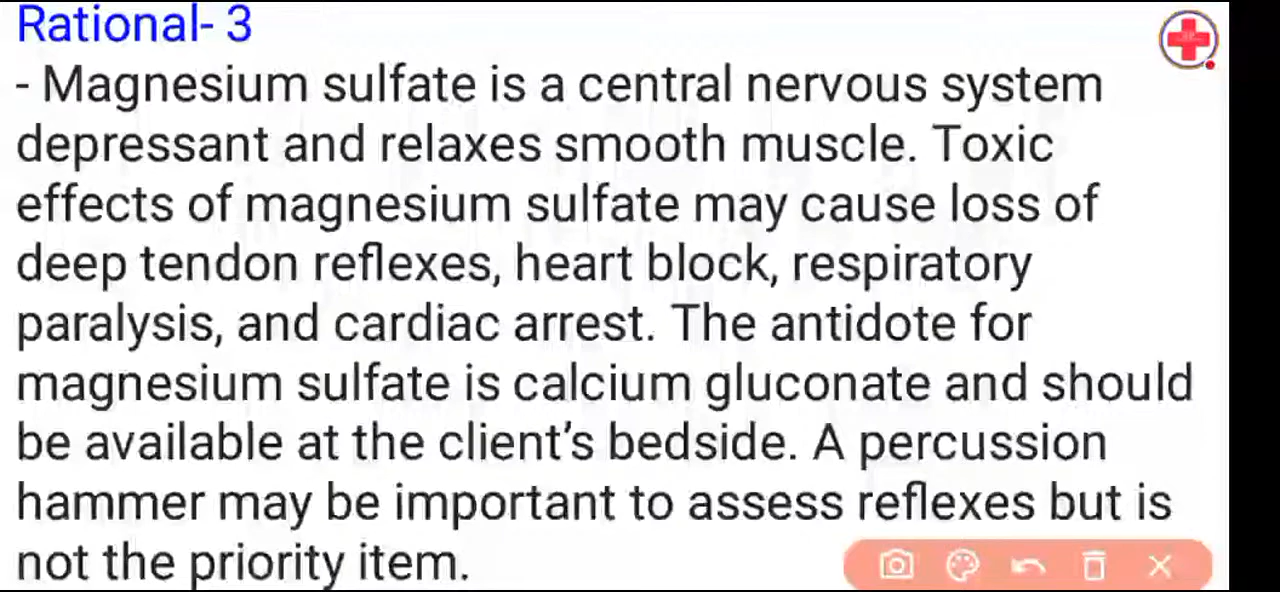 Rational- 3
- Magnesium sulfate is a central nervous system
depressant and relaxes smooth muscle. Toxic
effects of magnesium sulfate may cause loss of
deep tendon reflexes, heart block, respiratory
paralysis, and cardiac arrest. The antidote for
magnesium sulfate is calcium gluconate and should
be available at the client’s bedside. A percussion
hammer may be important to assess reflexes but is
not the priority item.